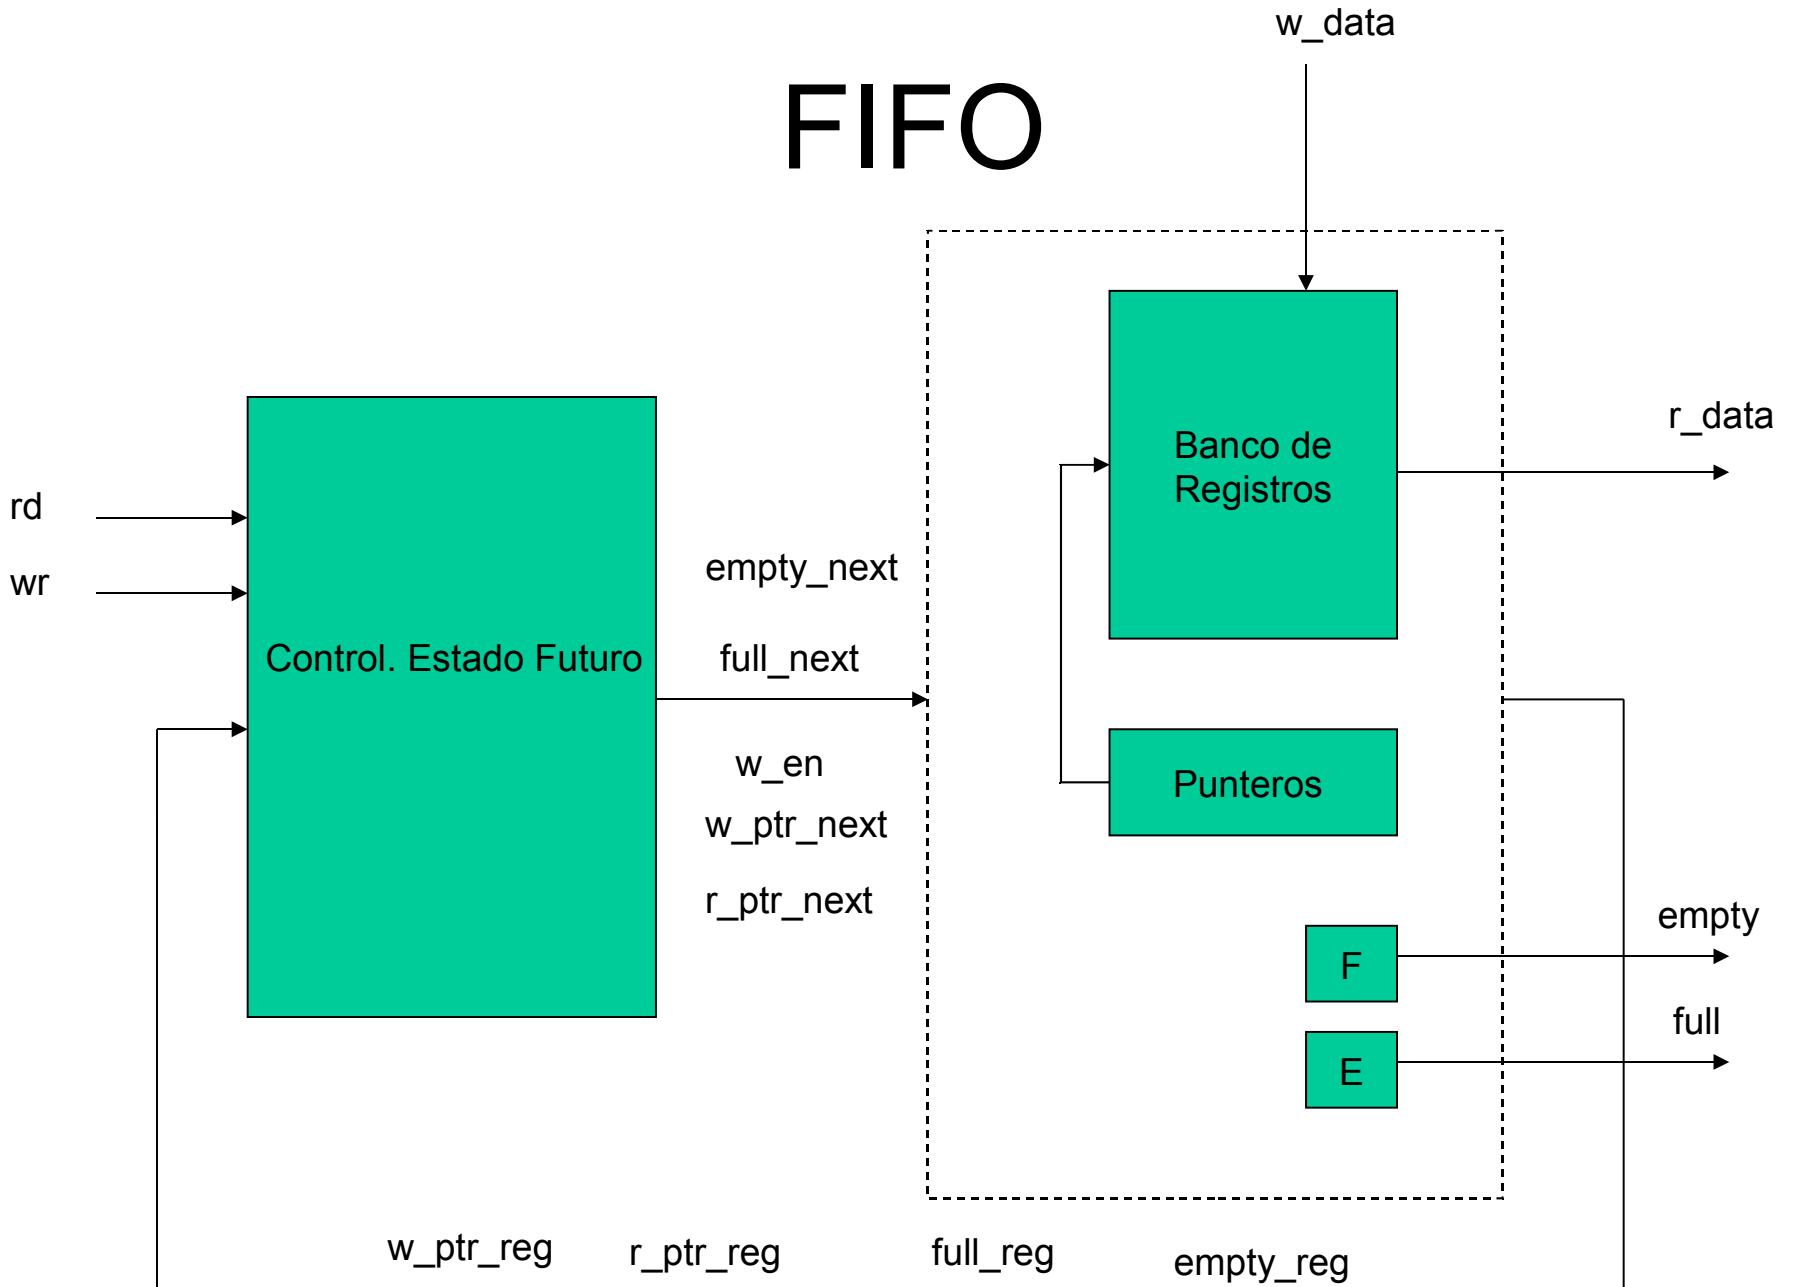 w_data
FIFO
Banco de
Registros
r_data
rd
wr
empty_next
Control. Estado Futuro
full_next
w_en
Punteros
w_ptr_next
r_ptr_next
empty
F
full
E
w_ptr_reg
r_ptr_reg
full_reg
empty_reg